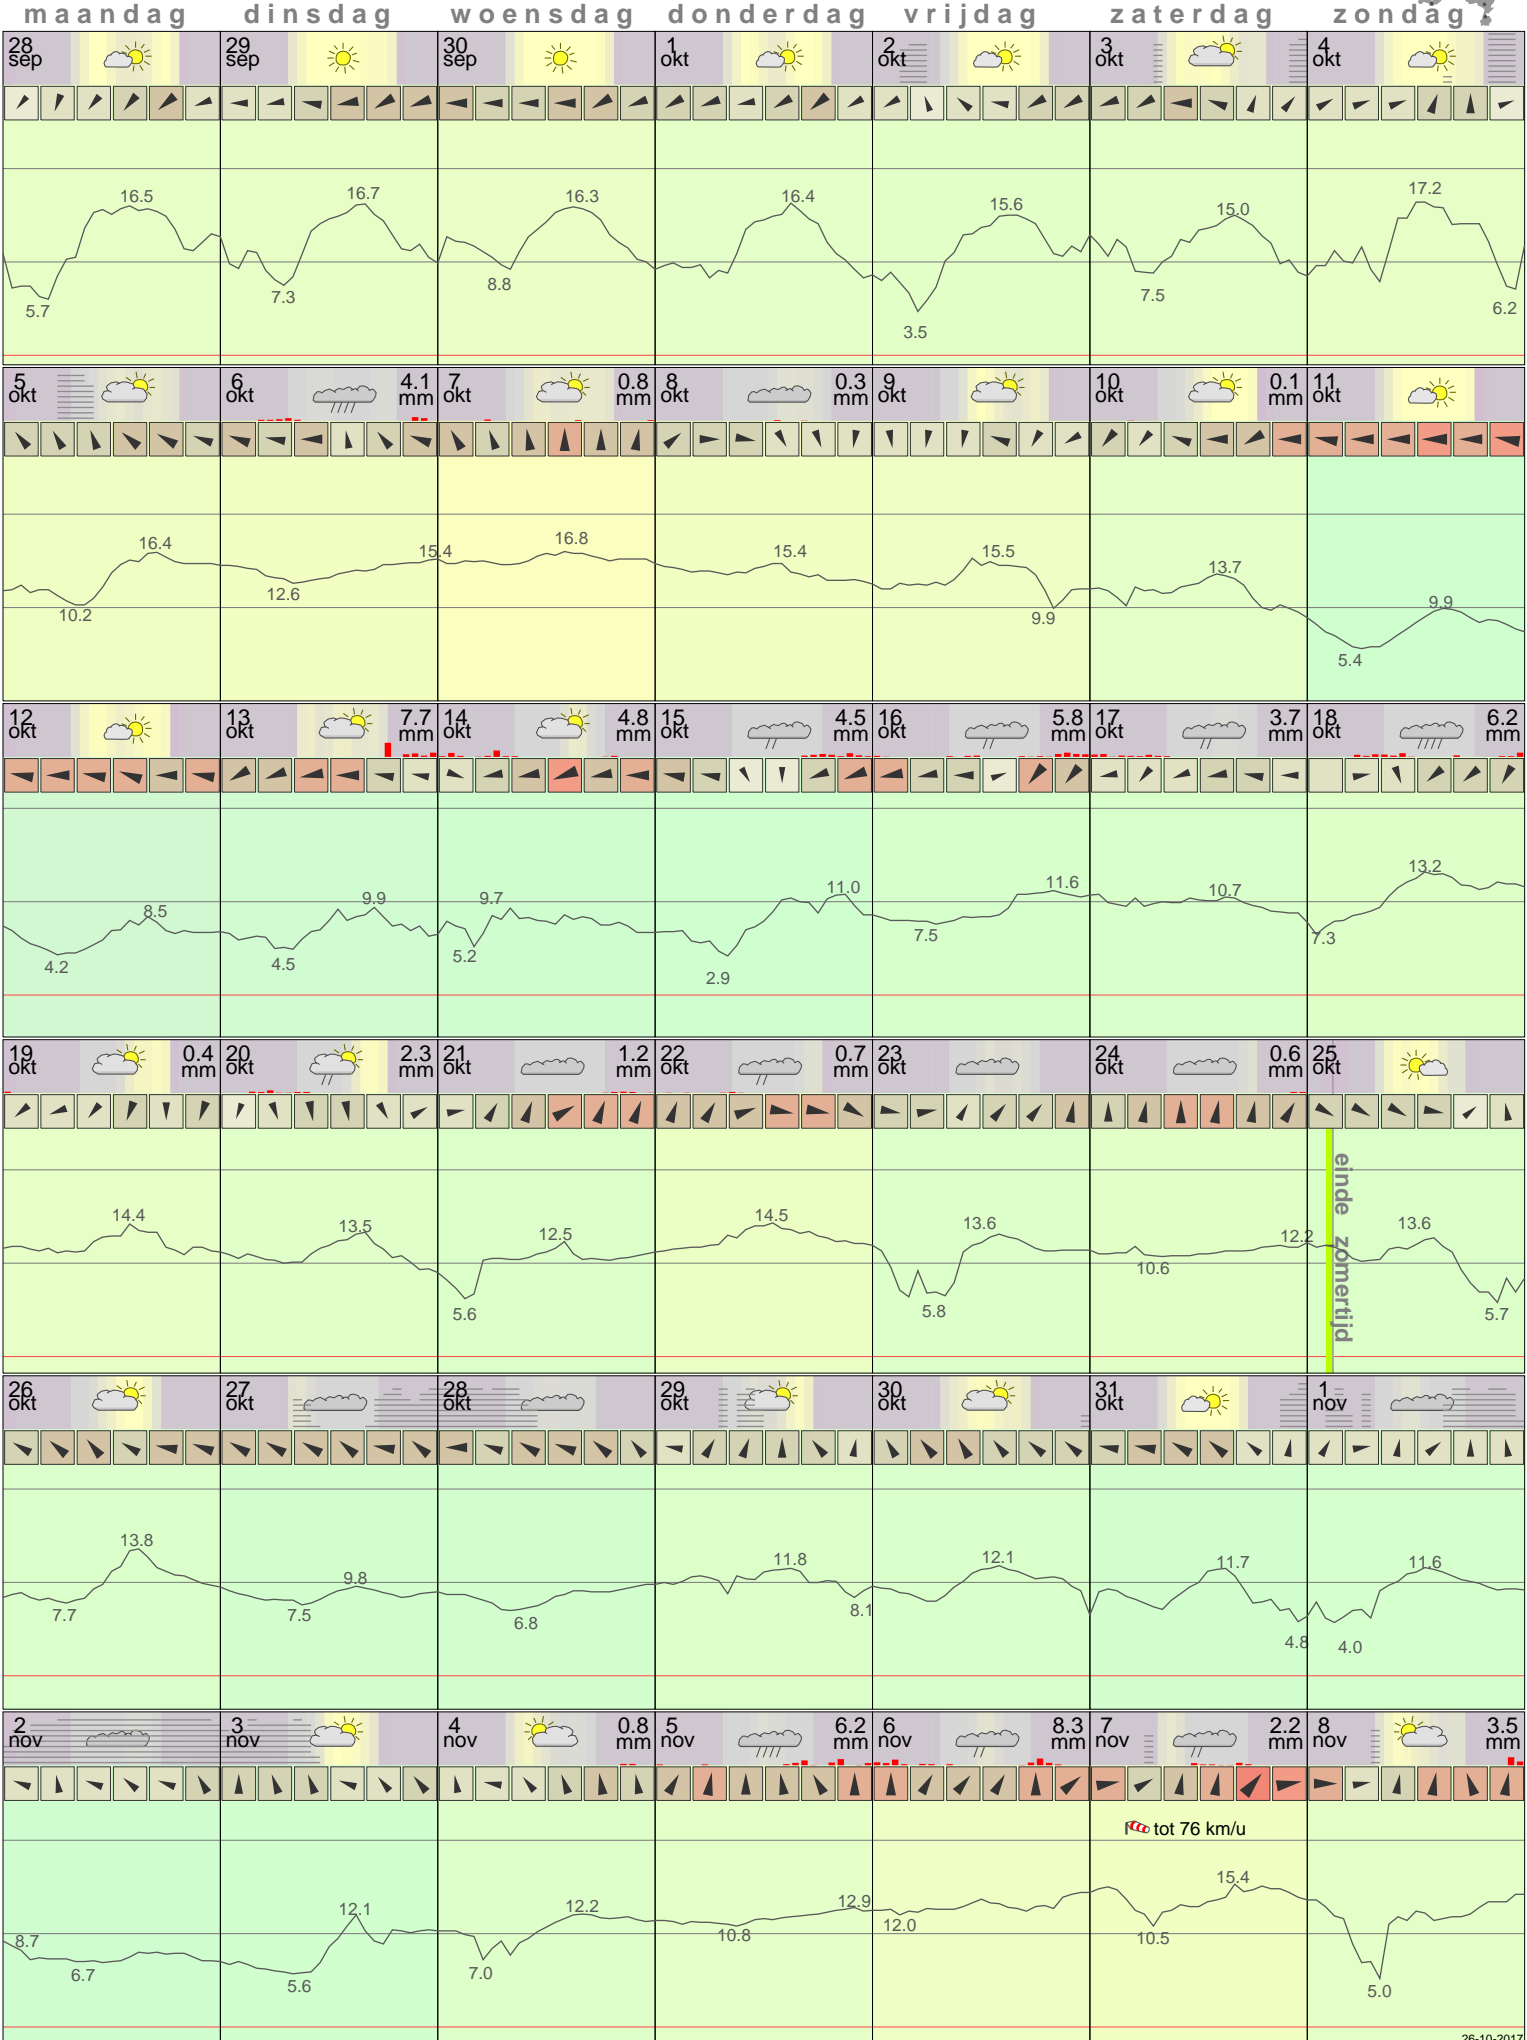 maandag dinsdag woensdag donderdag vrijdag zaterdag zondag
28 29 30 1 2 3 4
sep sep sep okt okt okt okt
16.5 16.7 16.3 16.4 15.6 15.0 17.2
5.7 7.3 8.8 3.5 7.5 6.2
5 6 4.1 7 0.8 8 0.3 9 10 0.1 11
okt okt mm okt mm okt mm okt okt mm okt
16.4 15.4 16.8 15.4 15.5 13.7 9.9
10.2 12.6 9.9 5.4
12 13 7.7 14 4.8 15 4.5 16 5.8 17 3.7 18 6.2
okt okt mm okt mm okt mm okt mm okt mm okt mm
8.5 9.9 9.7 11.0 11.6 10.7 13.2
4.2 4.5 5.2 2.9 7.5 7.3
19 0.4 20 2.3 21 1.2 22 0.7 23 24 0.6 25
okt mm okt mm okt mm okt mm okt okt mm okt
einde zomertijd
14.4 13.5 12.5 14.5 13.6 12.2 13.6
5.6 5.8 10.6 5.7
26 27 28 29 30 31 1
okt okt okt okt okt okt nov
13.8 9.8 11.8 12.1 11.7 11.6
7.7 7.5 6.8 8.1 4.8 4.0
2 3 4 0.8 5 6.2 6 8.3 7 2.2 8 3.5
nov nov nov mm nov mm nov mm nov mm nov mm
tot 76 km/u
8.7 12.1 12.2 12.9 15.4
6.7 5.6 7.0 10.8 12.0 10.5 5.0
26-10-2017